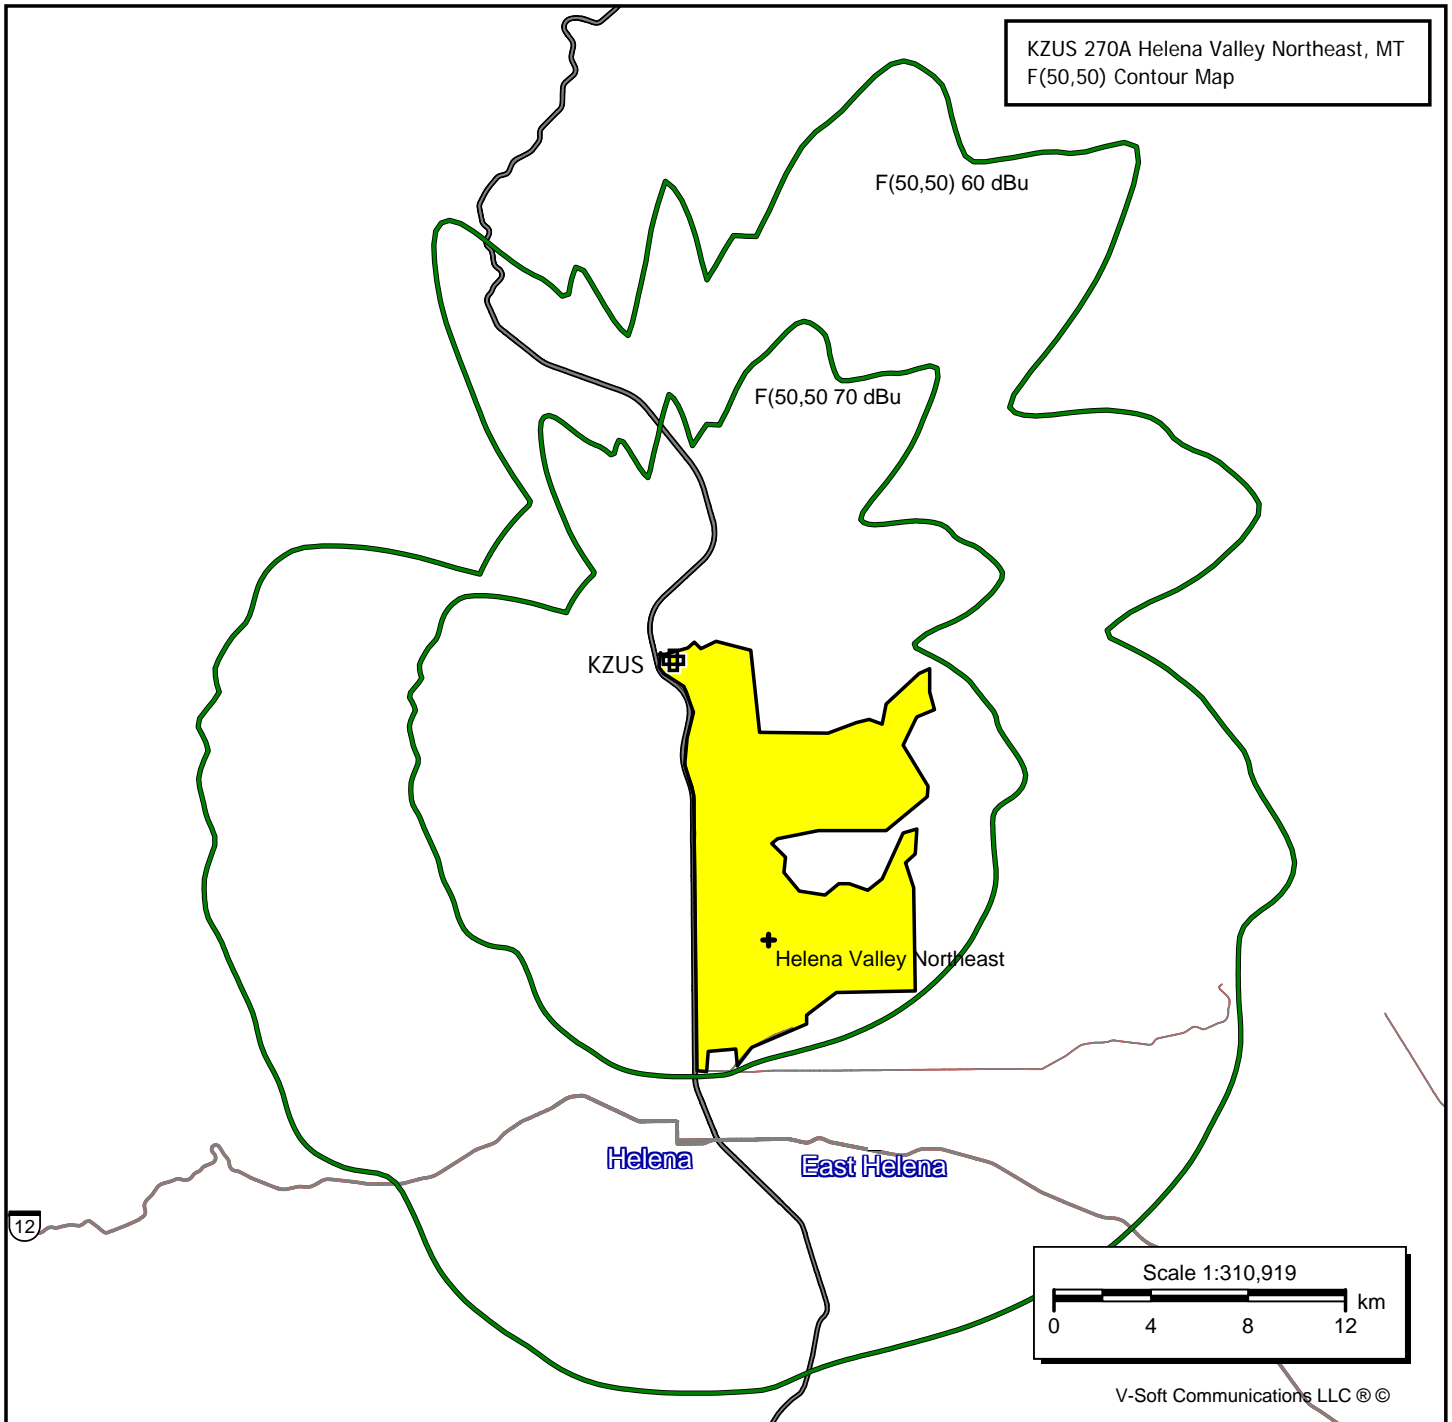 KZUS 270A Helena Valley Northeast, MT
F(50,50) Contour Map
F(50,50) 60 dBu
F(50,50 70 dBu
KZUS
Helena Valley Northeast
Helena
East Helena
12
Scale 1:310,919
km
0 4 8 12
V-Soft Communications LLC ® ©